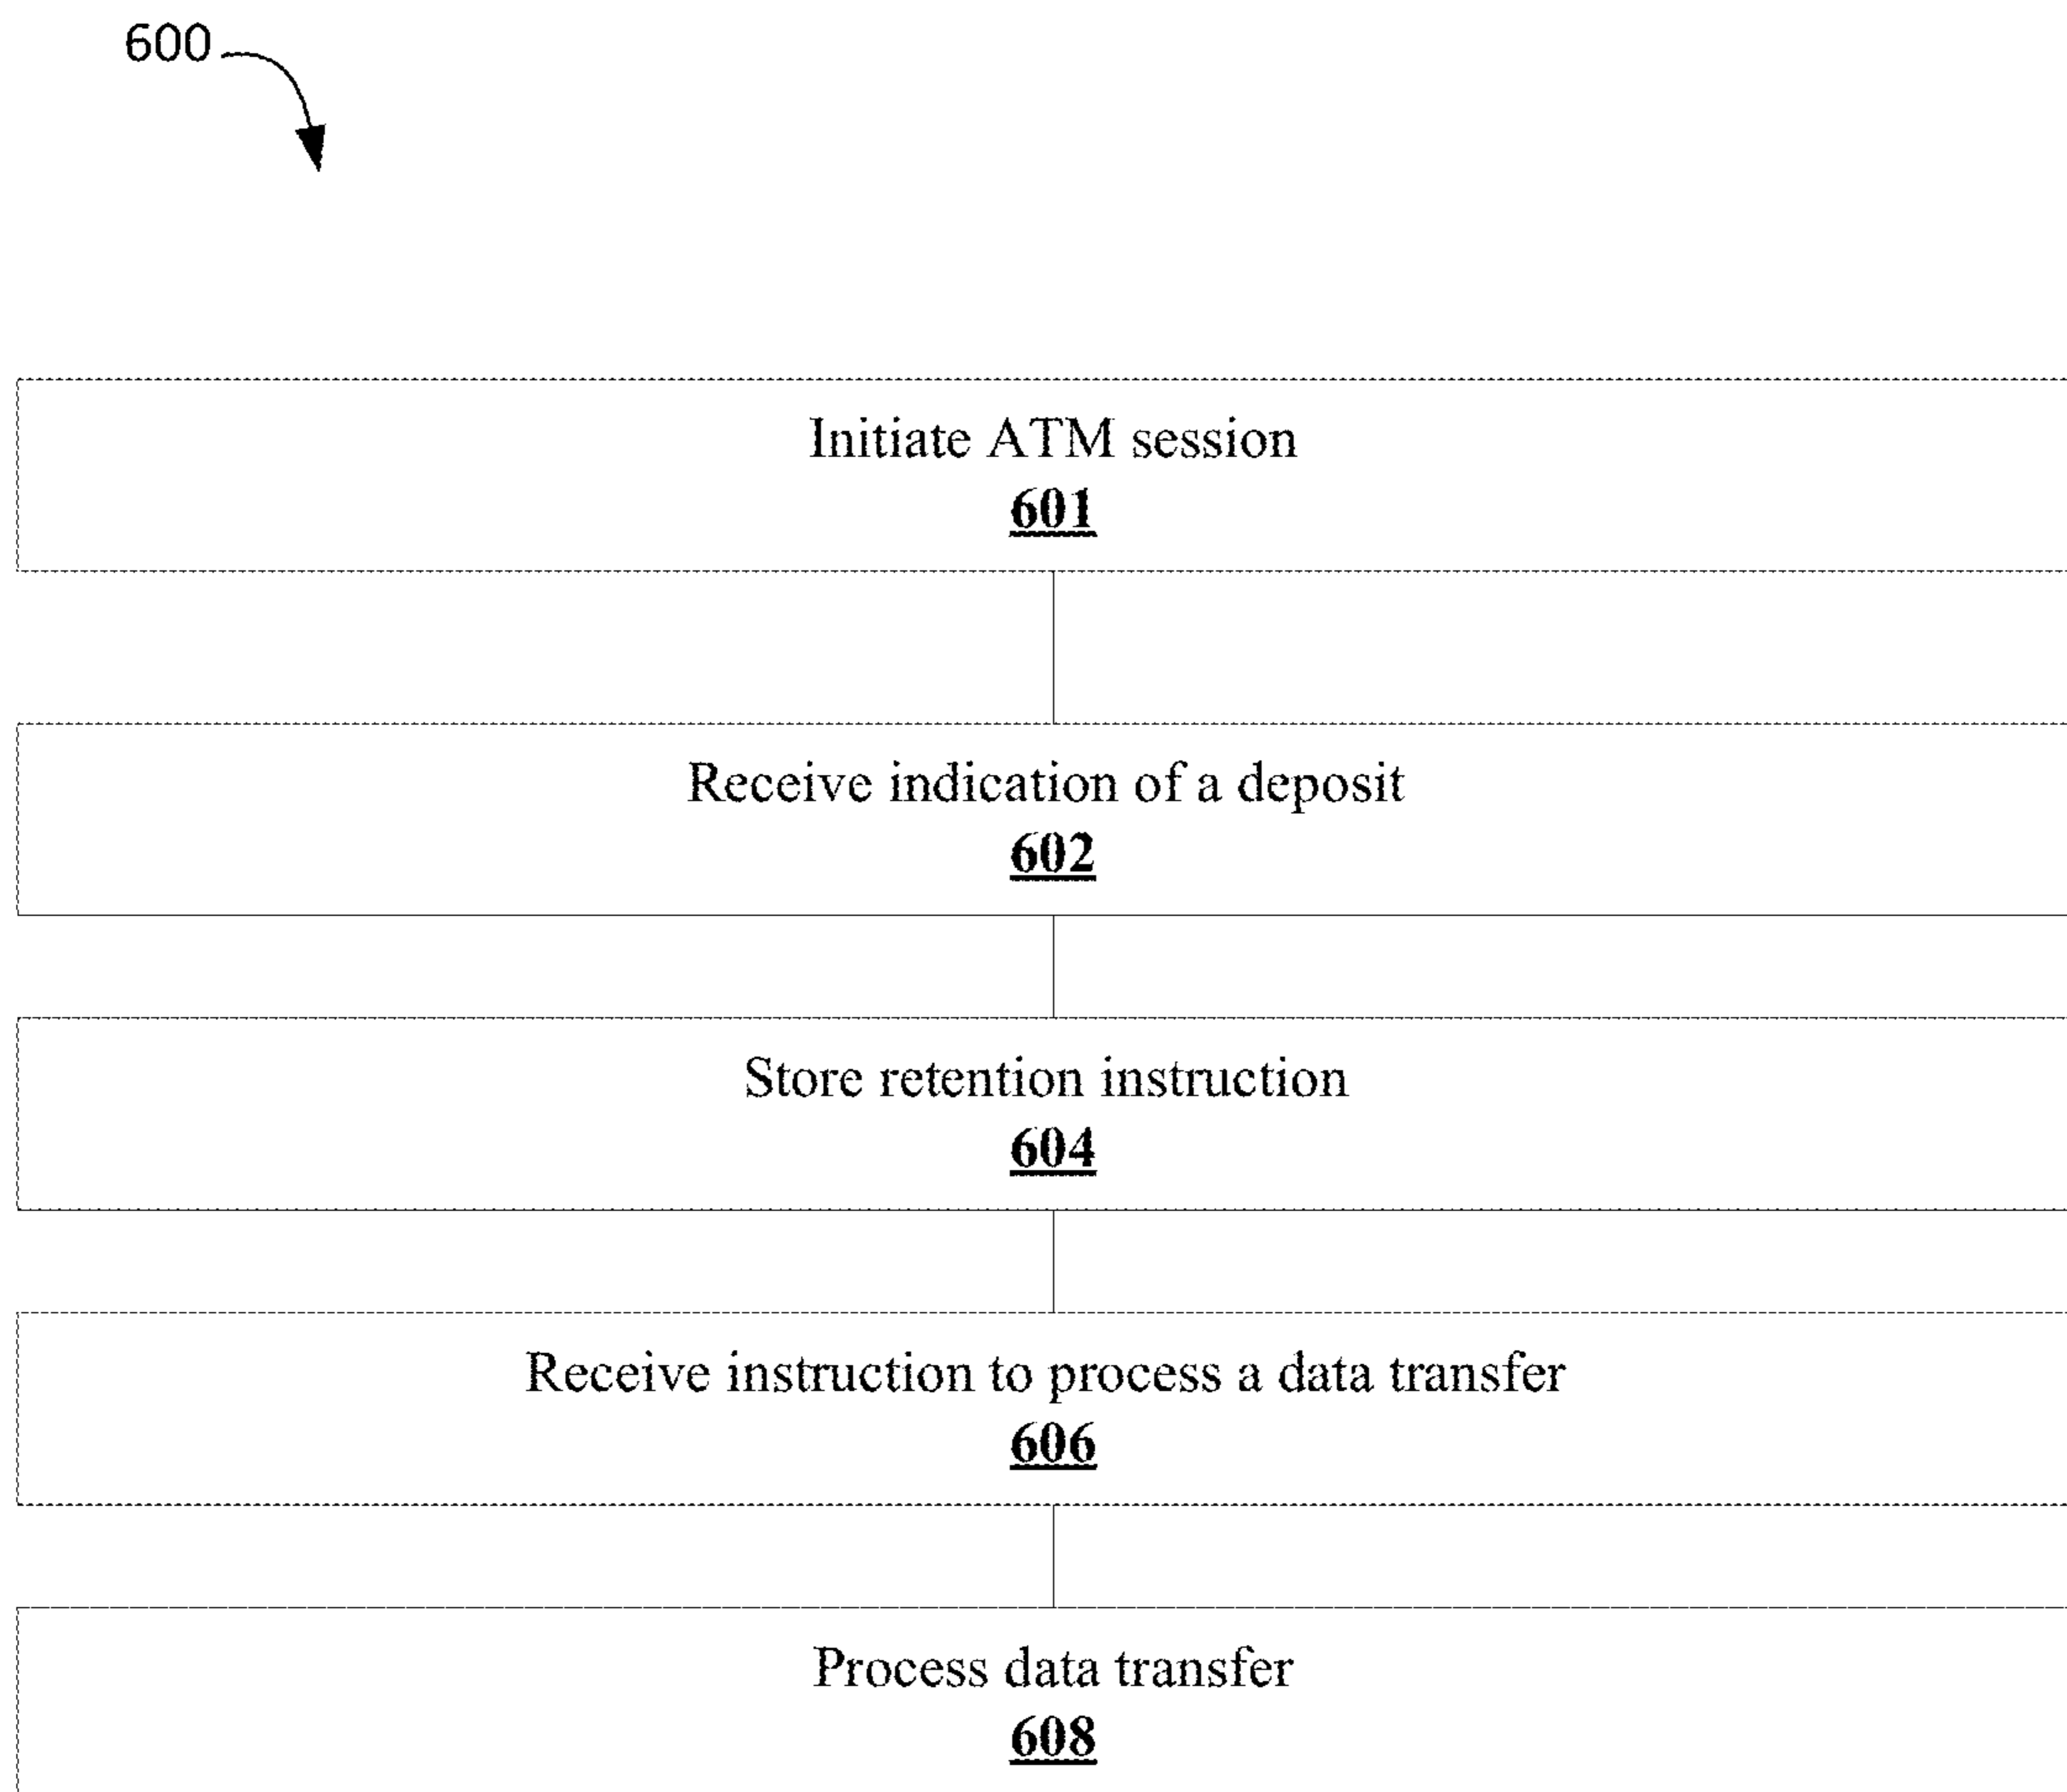 600
Initiate ATM session
601
Receive indication of a deposit
602
Store retention instruction
604
Receive instruction to process a data transfer
606
Process data transfer
608